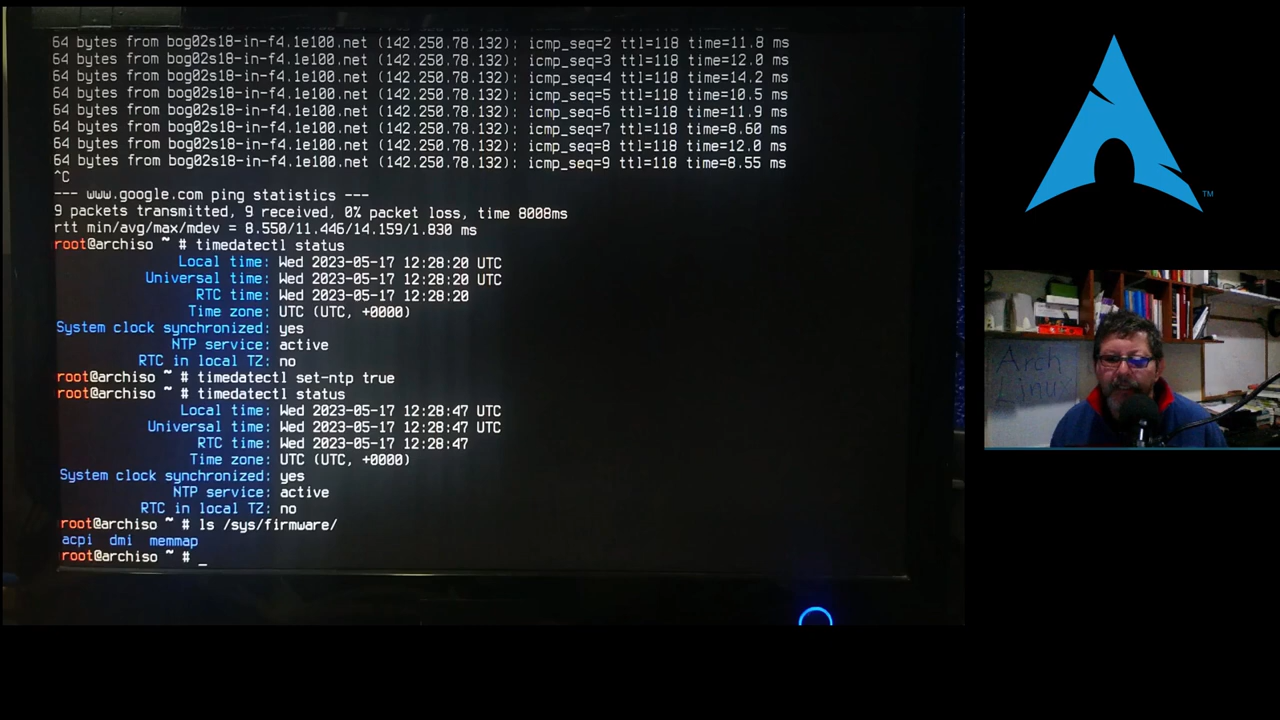 64 bytes from bog02s18-in-f4.1e100.net (142.250.78.132): icmp_seq=2 ttl=118 time=11.8 ms
64 bytes from bog02s18-in-f4.1e100.net (142.250.78.132): icmp_seq=3 ttl=118 time=12.0 ms
64 bytes from bog02s18-in-f4.1e100.net (142.250.78.132): icmp_seq=4 ttl=118 time=14.2 ms
64 bytes from bog02s18-in-f4.1e100.net (142.250.78.132): icmp_seq=5 ttl=118 time=10.5 ms
64 bytes from bog02s18-in-f4.1e100.net (142.250.78.132): icmp_seq=6 ttl=118 time=11.9 ms
64 bytes from bog02s18-in-f4.1e100.net (142.250.78.132): icmp_seq=7 ttl=118 time=8.60 ms
64 bytes from bog02s18-in-f4.1e100.net (142.250.78.132): icmp_seq=8 ttl=118 time=12.0 ms
64 bytes from bog02s18-in-f4.1e100.net (142.250.78.132): icmp_seq=9 ttl=118 time=8.55 ms
^C
--- www.google.com ping statistics ---
9 packets transmitted, 9 received, 0% packet loss, time 8008ms
rtt min/avg/max/mdev = 8.550/11.446/14.159/1.830 ms
root@archiso ~ # timedatectl status
Local time: Wed 2023-05-17 12:28:20 UTC
Universal time: Wed 2023-05-17 12:28:20 UTC
RTC time: Wed 2023-05-17 12:28:20
Time zone: UTC (UTC, +0000)
System clock synchronized: yes
NTP service: active
RTC in local TZ: no
root@archiso ~ # timedatectl set-ntp true
root@archiso ~ # timedatectl status
Local time: Wed 2023-05-17 12:28:47 UTC
Universal time: Wed 2023-05-17 12:28:47 UTC
RTC time: Wed 2023-05-17 12:28:47
Time zone: UTC (UTC, +0000)
System clock synchronized: yes
NTP service: active
RTC in local TZ: no
root@archiso ~ # ls /sys/firmware/
acpi dmi memmap
root@archiso ~ # _
TM
Arch
Linux